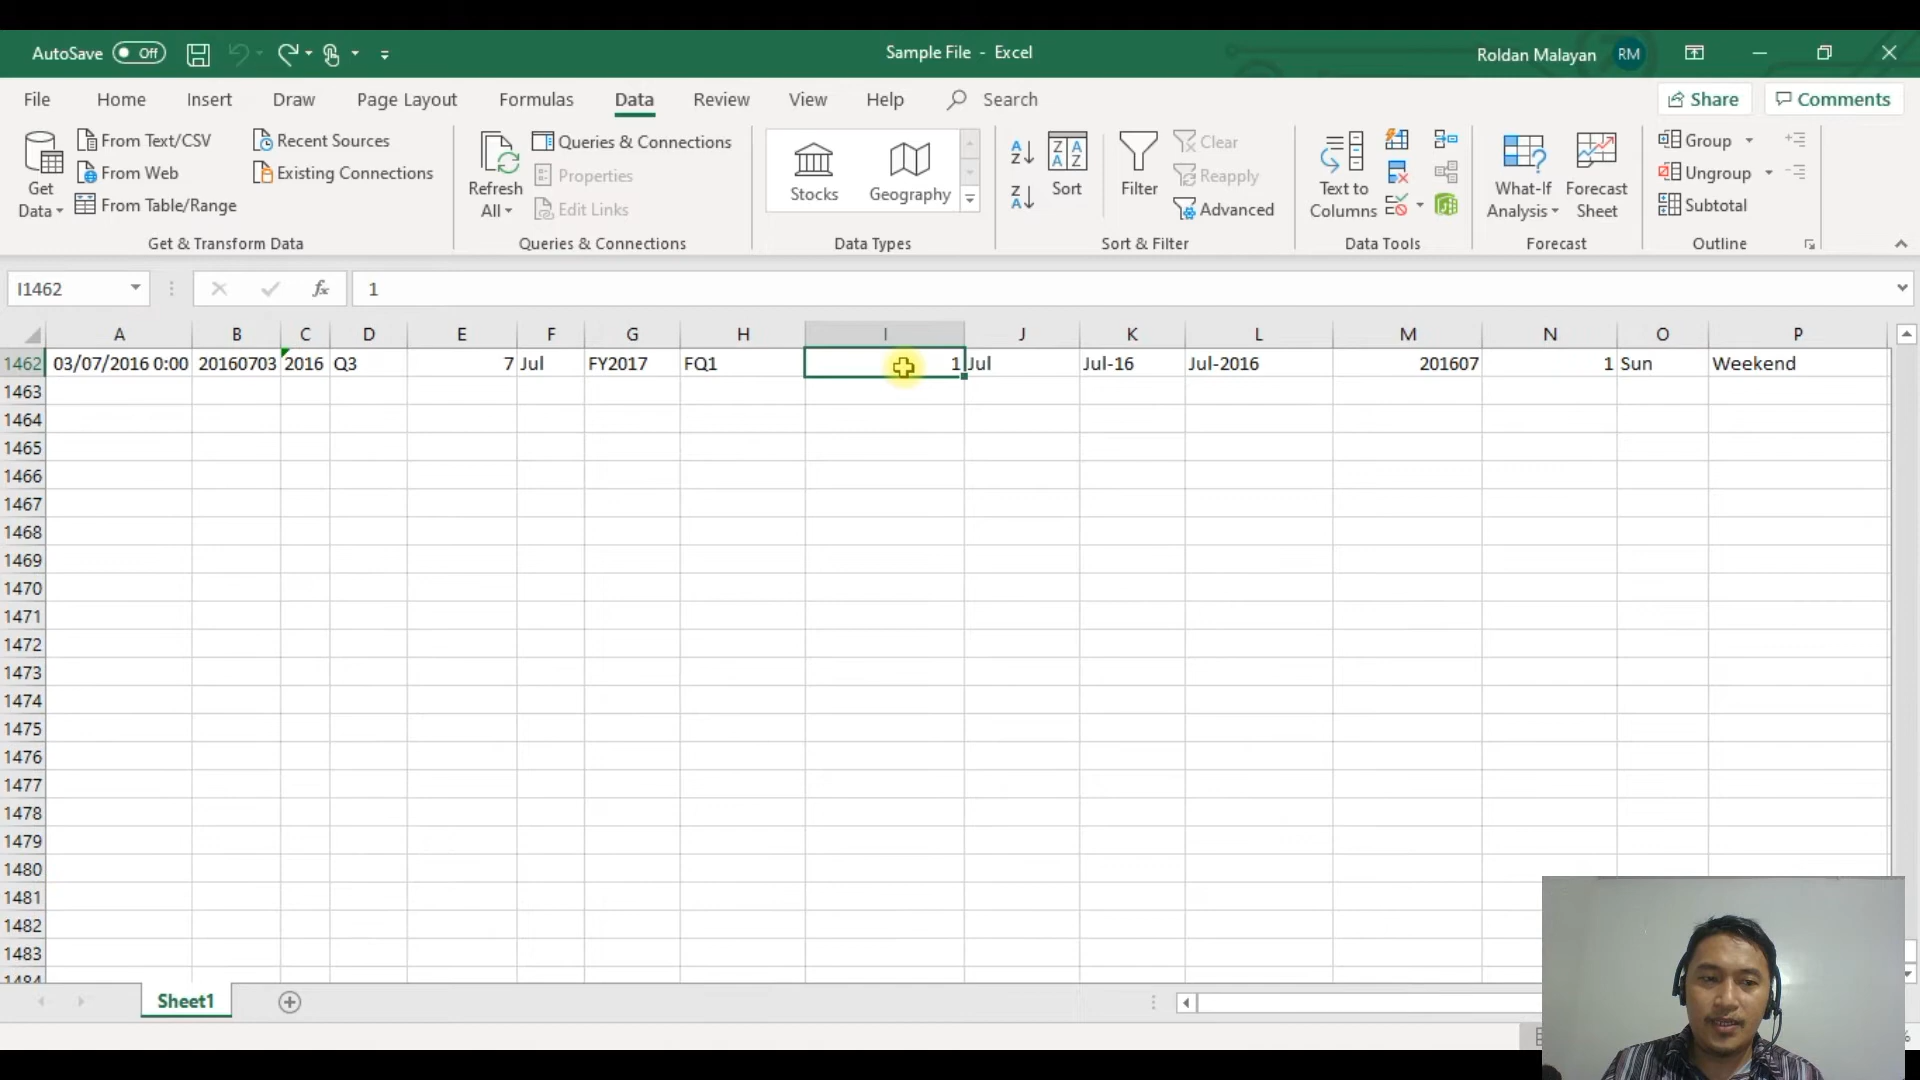 AutoSave Off
Sample File - Excel
Roldan Malayan RM
File Home Insert Draw Page Layout Formulas Data Review View Help Search
Share Comments
Get Data
From Text/CSV
From Web
From Table/Range
Recent Sources
Existing Connections
Get & Transform Data
Refresh All
Queries & Connections
Properties
Edit Links
Queries & Connections
Stocks
Geography
Data Types
Sort
Filter
Clear
Reapply
Advanced
Sort & Filter
Text to Columns
Data Tools
What-If Analysis
Forecast Sheet
Forecast
Group
Ungroup
Subtotal
Outline
I1462 fx 1
A B C D E F G H I J K L M N O P
1462 03/07/2016 0:00 20160703 2016 Q3 7 Jul FY2017 FQ1 1 Jul Jul-16 Jul-2016 201607 1 Sun Weekend
1463
1464
1465
1466
1467
1468
1469
1470
1471
1472
1473
1474
1475
1476
1477
1478
1479
1480
1481
1482
1483
1484
Sheet1